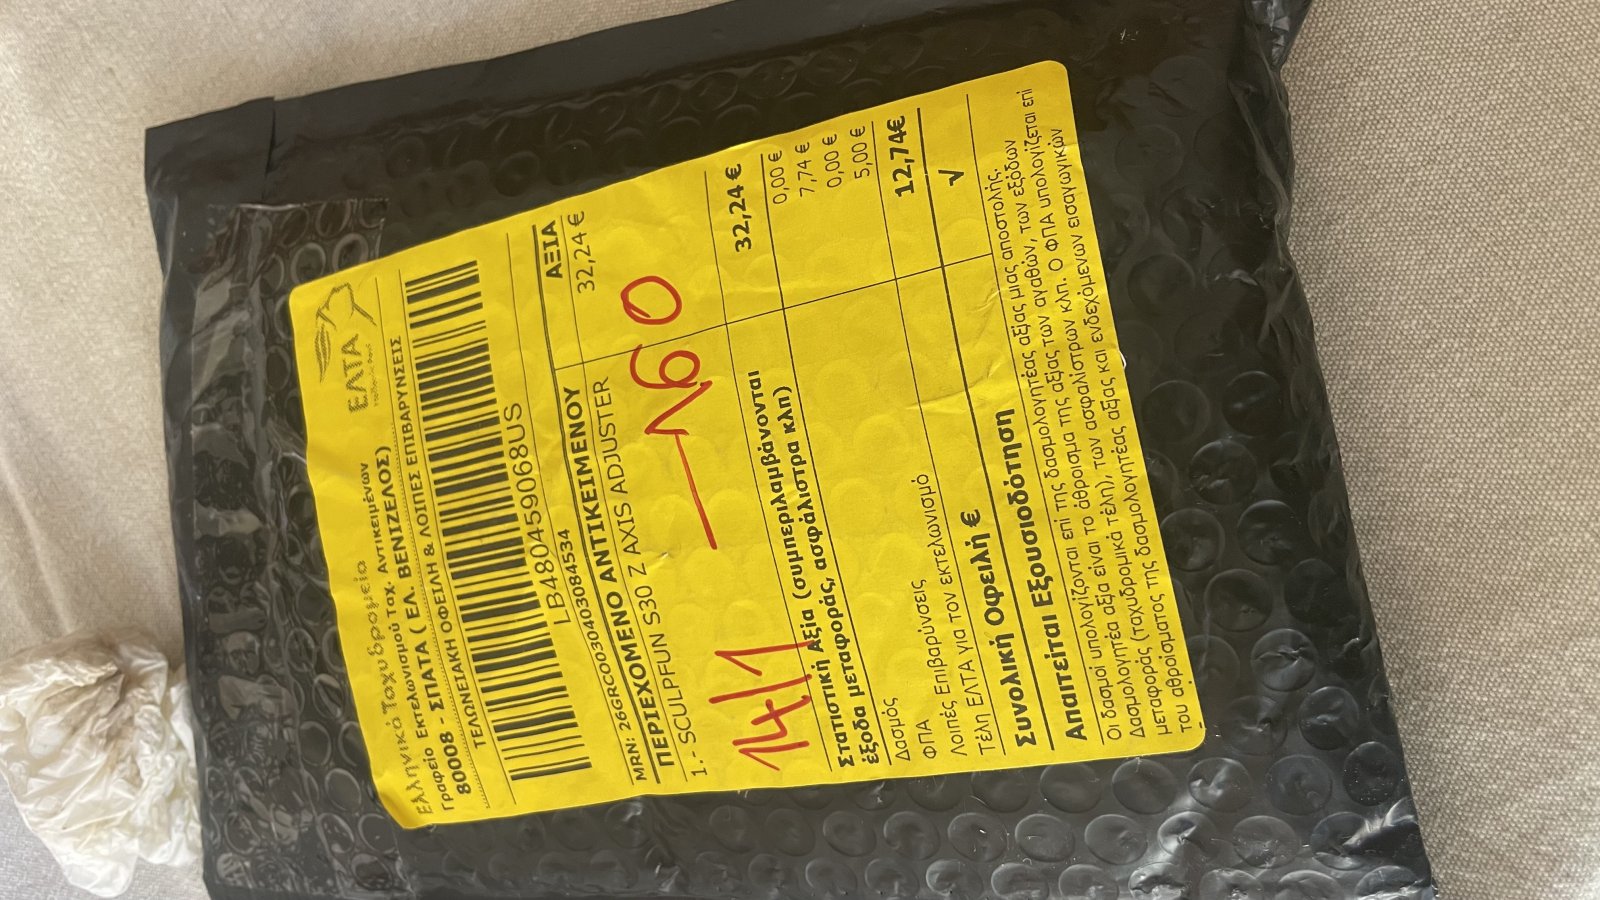 Ελληνικά Ταχυδρομεία
Γραφείο Εκτελωνισμού Ταχ. Αντικειμένων
80008 - ΣΠΑΤΑ ( ΕΛ. ΒΕΝΙΖΕΛΟΣ)
ΕΛΤΑ
ΤΕΛΩΝΕΙΑΚΗ ΟΦΕΙΛΗ & ΛΟΙΠΕΣ ΕΠΙΒΑΡΥΝΣΕΙΣ
LB480459068US
MRN: 26GRCO030403084534
ΠΕΡΙΕΧΟΜΕΝΟ ΑΝΤΙΚΕΙΜΕΝΟΥ ΑΞΙΑ
1.- SCULPFUN S30 Z AXIS ADJUSTER 32,24 €
14/1 160
Στατιστική Αξία (συμπεριλαμβάνονται 32,24 €
έξοδα μεταφοράς, ασφάλιστρα κλπ)
Δασμός 0,00 €
ΦΠΑ 7,74 €
Λοιπές Επιβαρύνσεις 0,00 €
Τέλη ΕΛΤΑ για τον εκτελωνισμό 5,00 €
Συνολική Οφειλή € 12,74€
Απαιτείται Εξουσιοδότηση √
Οι δασμοί υπολογίζονται επί της δασμολογητέας αξίας μιας αποστολής.
Δασμολογητέα αξία είναι το άθροισμα της αξίας των αγαθών, των εξόδων
μεταφοράς (ταχυδρομικά τέλη), των ασφαλίστρων κλπ. Ο ΦΠΑ υπολογίζεται επί
του αθροίσματος της δασμολογητέας αξίας και ενδεχόμενων εισαγωγικών